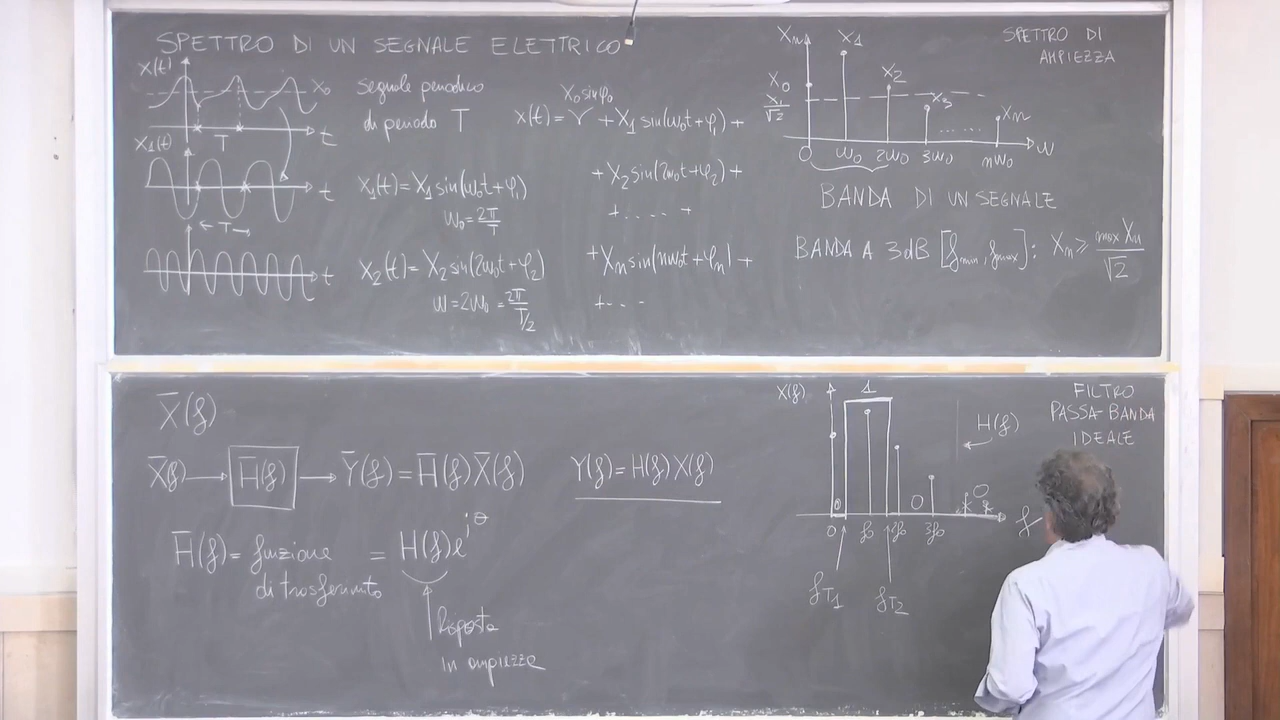 SPETTRO DI UN SEGNALE ELETTRICO
x(t)
X₀
t
T
segnale periodico
di periodo T
X₀ sinφ₀
x(t) = + X₁ sin(ω₀t+φ₁) +
+ X₂ sin(2ω₀t+φ₂) +
+ .... +
+ Xₙ sin(nω₀t+φₙ) +
+ ...
x₁(t)
t
T
x₁(t) = X₁ sin(ω₀t+φ₁)
ω₀ = 2π/T
t
x₂(t) = X₂ sin(2ω₀t+φ₂)
ω = 2ω₀ = 2π/T/2
SPETTRO DI
AMPIEZZA
Xₙ
X₁
X₀
X₁/√2
X₂
X₃
......
Xₙ
0 ω₀ 2ω₀ 3ω₀ nω₀ ω
BANDA DI UN SEGNALE
BANDA A 3dB [fmin, fmax]: Xₙ ≥ max Xₙ/√2
X̄(f)
X̄(f) → H̄(f) → Ȳ(f) = H̄(f) X̄(f)
Y(f) = H(f) X(f)
H̄(f) = funzione
di trasferimento
= H(f) e^jθ
Risposta
in ampiezza
X(f)
1
H(f)
0
0
0
0 f₀ 2f₀ 3f₀ f
fT₁ fT₂
FILTRO
PASSA-BANDA
IDEALE